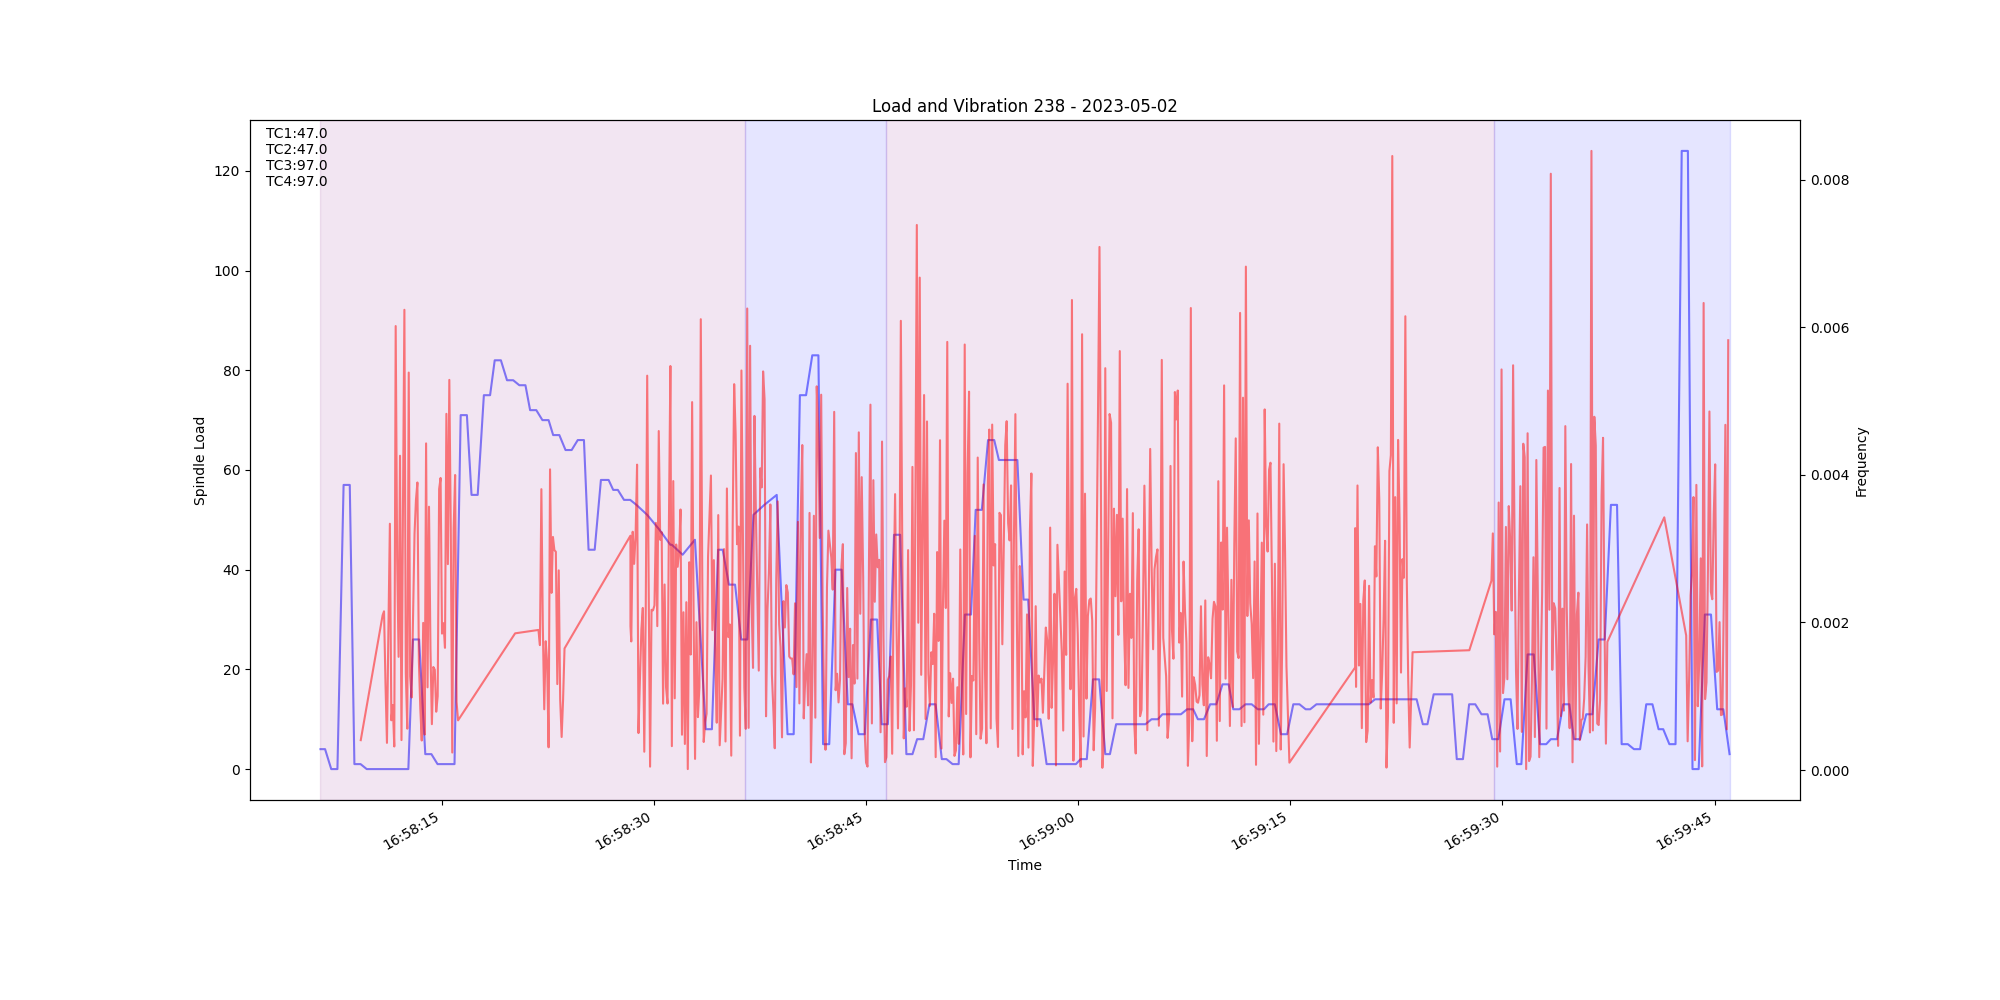 Load and Vibration 238 - 2023-05-02
TC1:47.0
TC2:47.0
TC3:97.0
TC4:97.0
120
100
80
60
40
20
0
Spindle Load
0.008
0.006
0.004
0.002
0.000
Frequency
16:58:15
16:58:30
16:58:45
16:59:00
16:59:15
16:59:30
16:59:45
Time